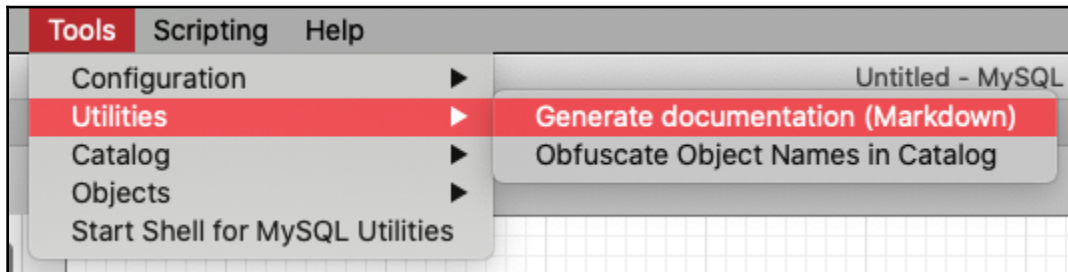 Tools Scripting Help
Configuration
Untitled - MySQL
Utilities
Generate documentation (Markdown)
Catalog
Obfuscate Object Names in Catalog
Objects
Start Shell for MySQL Utilities